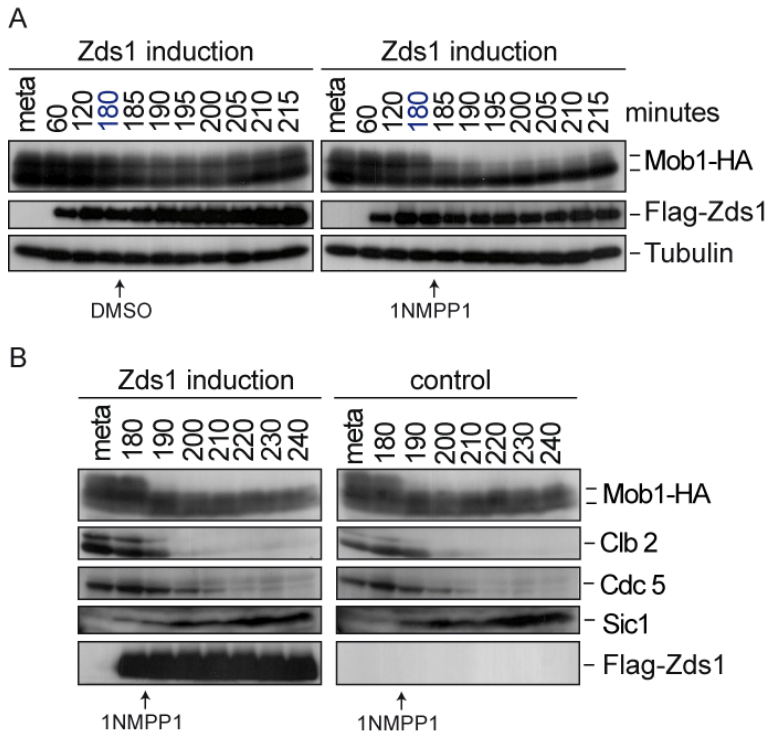 A
Zds1 induction Zds1 induction
meta 60 120 180 185 190 195 200 205 210 215 meta 60 120 180 185 190 195 200 205 210 215 minutes
Mob1-HA
Flag-Zds1
Tubulin
DMSO 1NMPP1
B
Zds1 induction control
meta 180 190 200 210 220 230 240 meta 180 190 200 210 220 230 240
Mob1-HA
Clb 2
Cdc 5
Sic1
Flag-Zds1
1NMPP1 1NMPP1